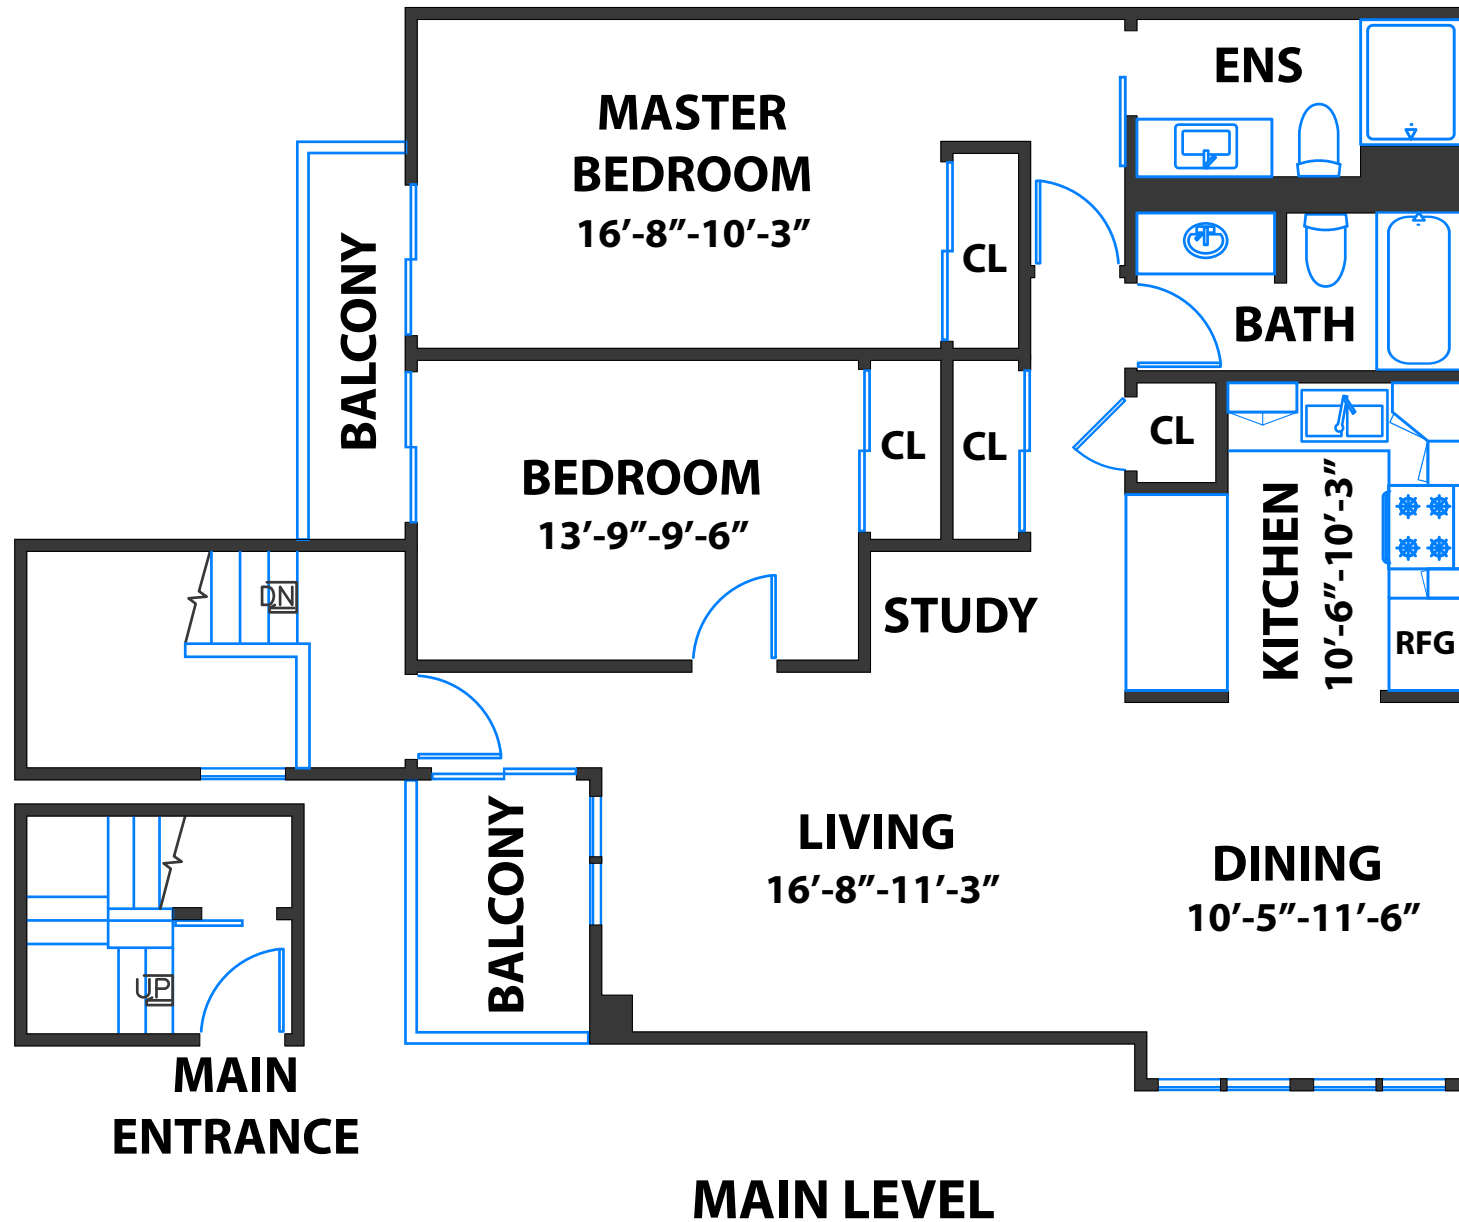 ENS
MASTER
BEDROOM
16′-8″-10′-3″
CL
BALCONY
BATH
CL
CL
CL
BEDROOM
13′-9″-9′-6″
KITCHEN
10′-6″-10′-3″
DN
STUDY
RFG
BALCONY
LIVING
16′-8″-11′-3″
DINING
10′-5″-11′-6″
UP
MAIN
ENTRANCE
MAIN LEVEL